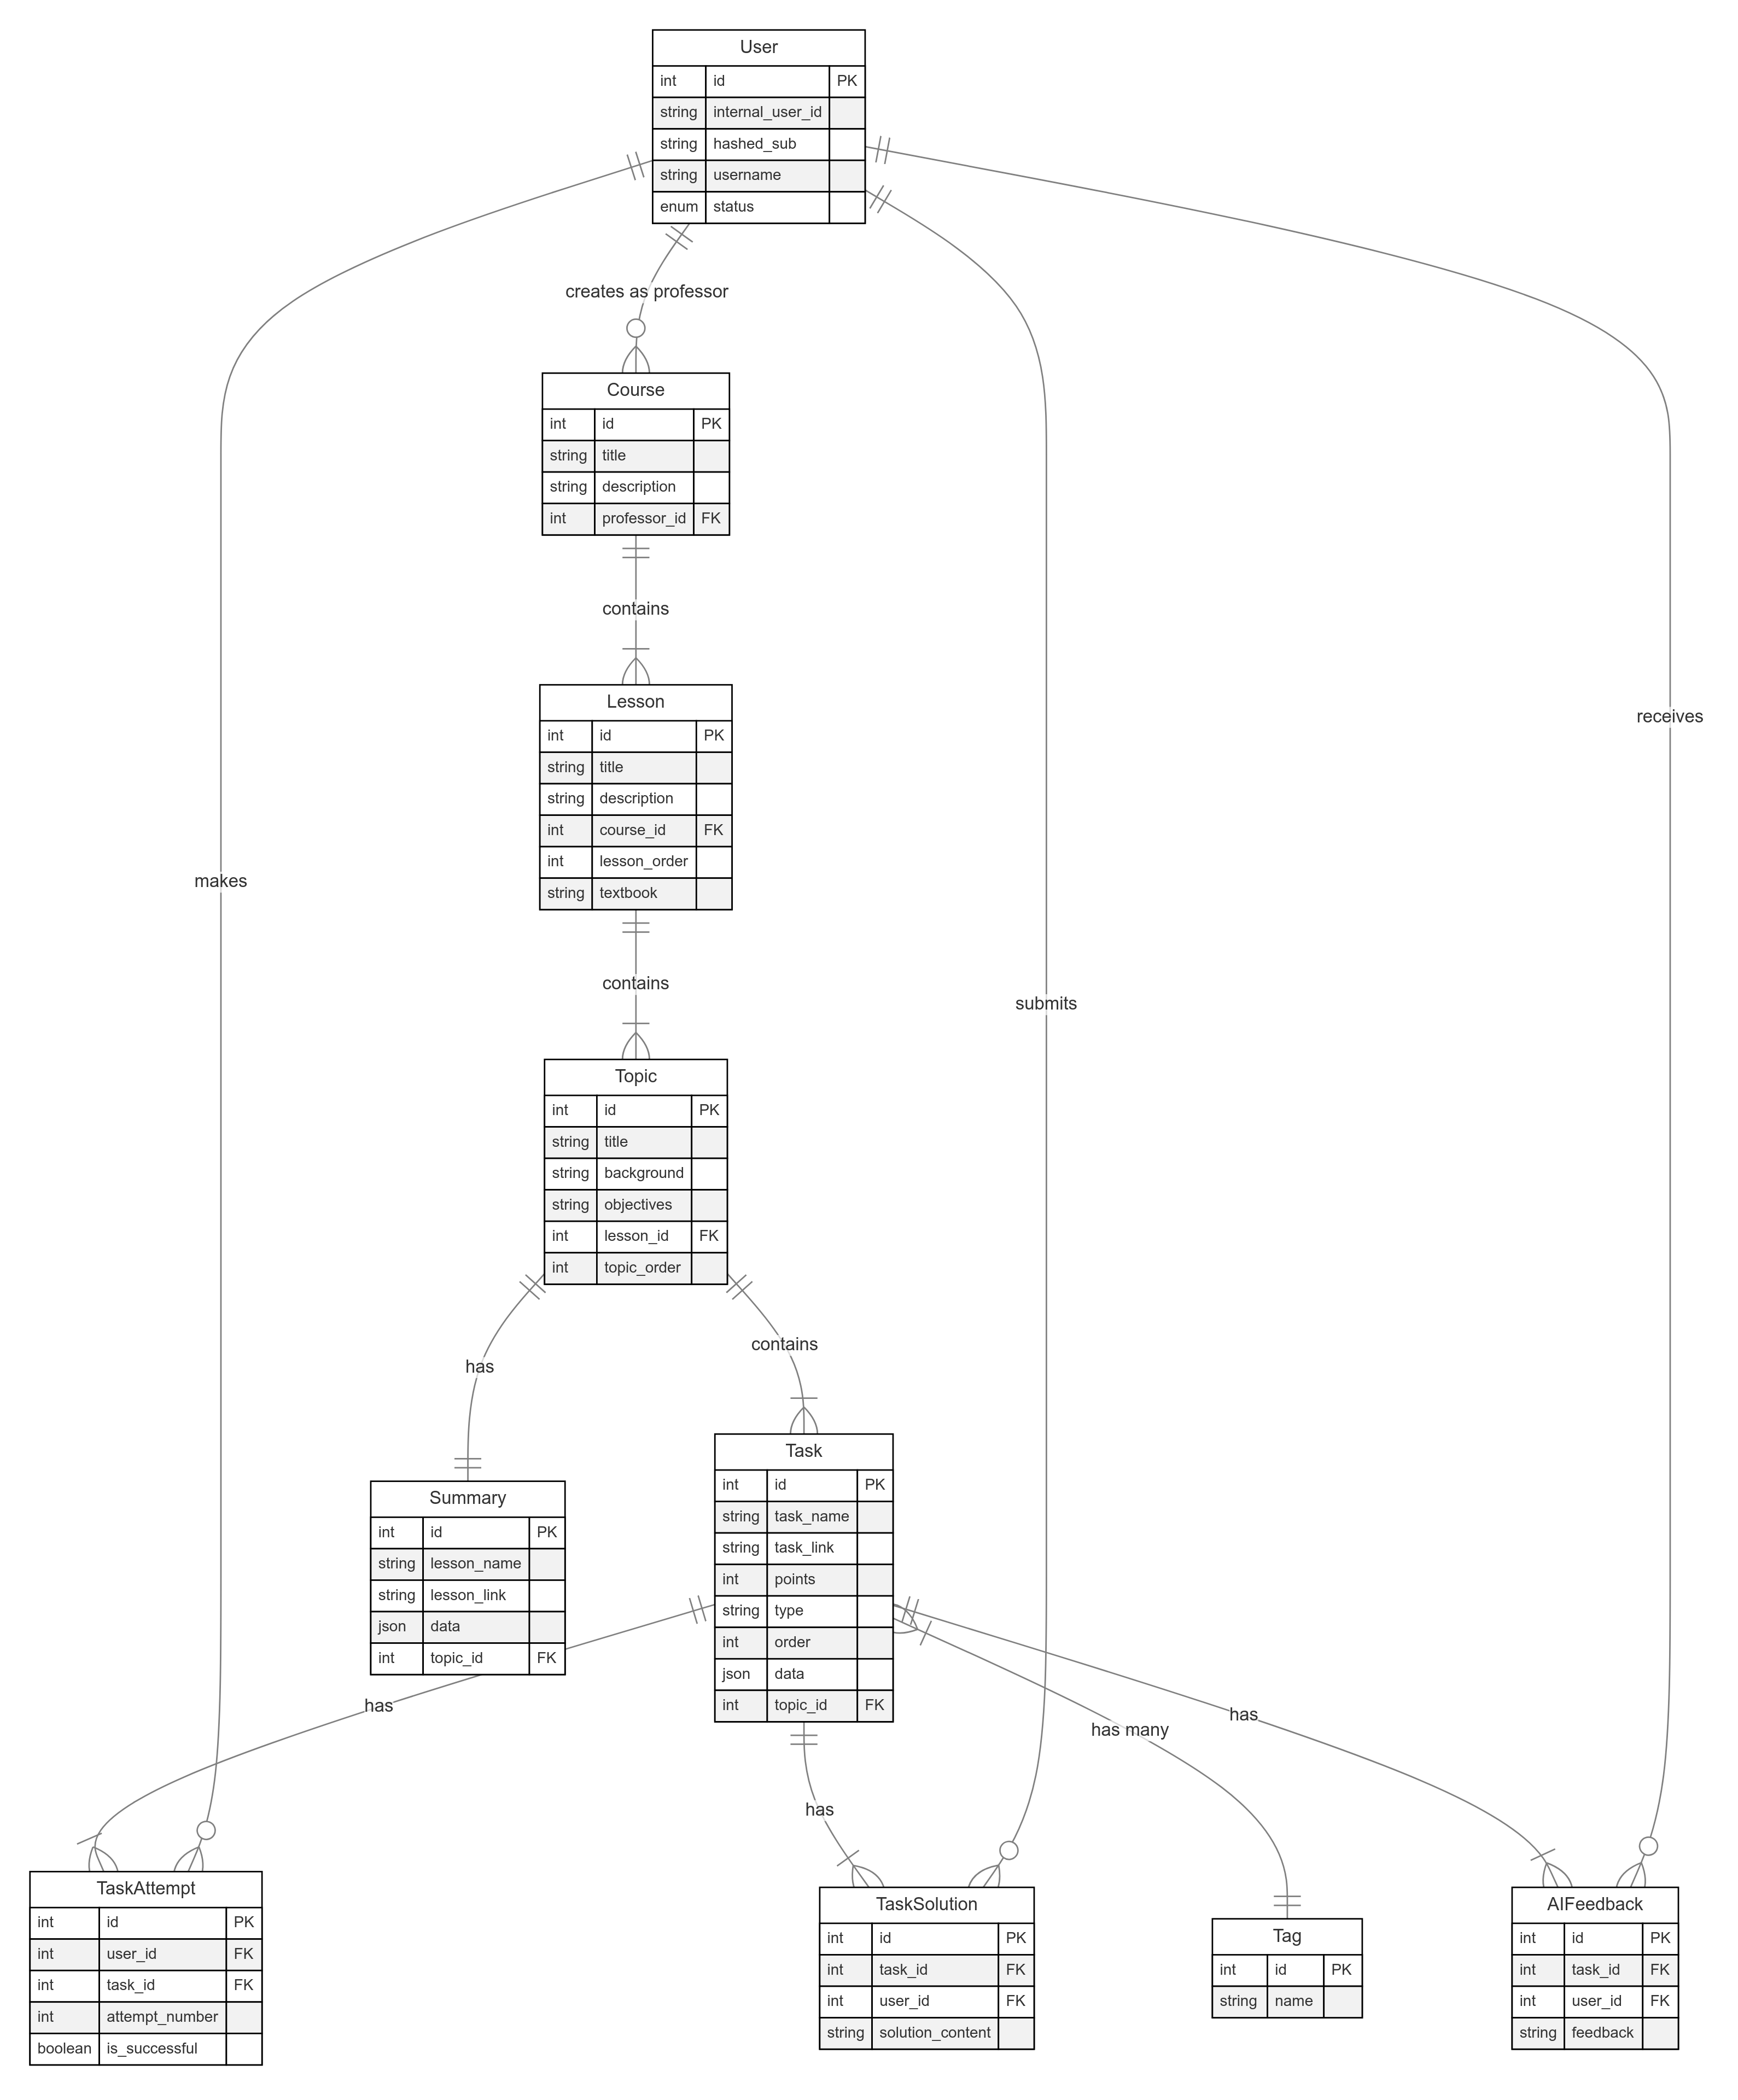 User
int id PK
string internal_user_id
string hashed_sub
string username
enum status
creates as professor
Course
int id PK
string title
string description
int professor_id FK
contains
Lesson
int id PK
string title
string description
int course_id FK
int lesson_order
string textbook
receives
makes
contains
submits
Topic
int id PK
string title
string background
string objectives
int lesson_id FK
int topic_order
has
contains
Summary
int id PK
string lesson_name
string lesson_link
json data
int topic_id FK
Task
int id PK
string task_name
string task_link
int points
string type
int order
json data
int topic_id FK
has
has
has many
has
TaskAttempt
int id PK
int user_id FK
int task_id FK
int attempt_number
boolean is_successful
TaskSolution
int id PK
int task_id FK
int user_id FK
string solution_content
Tag
int id PK
string name
AIFeedback
int id PK
int task_id FK
int user_id FK
string feedback